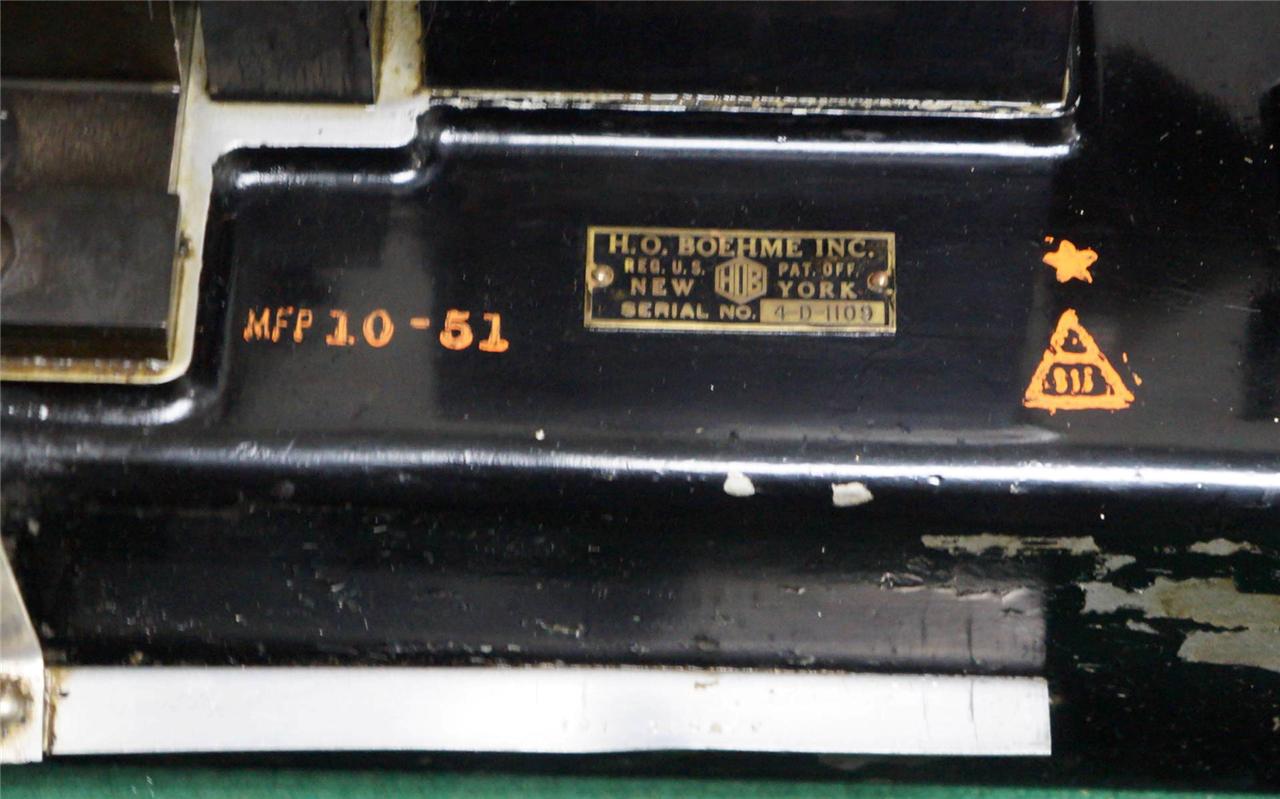 H.O. BOEHME INC.
REG. U.S. HOB PAT. OFF.
NEW YORK
SERIAL NO. 4-D-1109
MFP 10-51